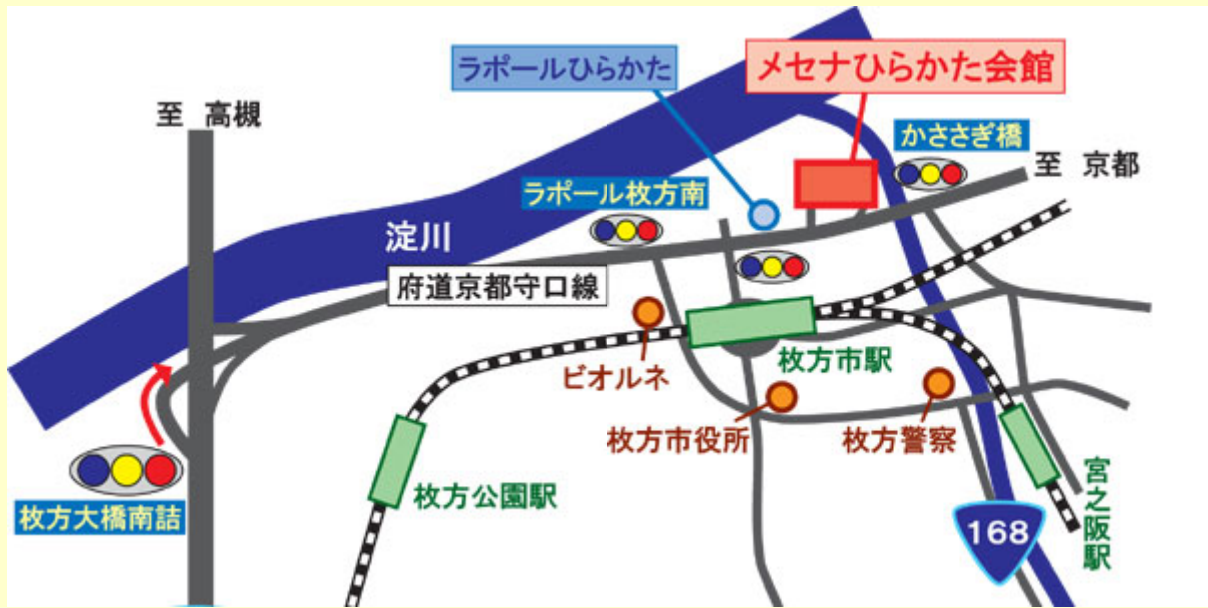 ラポールひらかた
メセナひらかた会館
至 高槻
かささぎ橋
至 京都
ラポール枚方南
淀川
府道京都守口線
ビオルネ
枚方市駅
枚方市役所
枚方警察
枚方公園駅
宮之阪駅
枚方大橋南詰
168